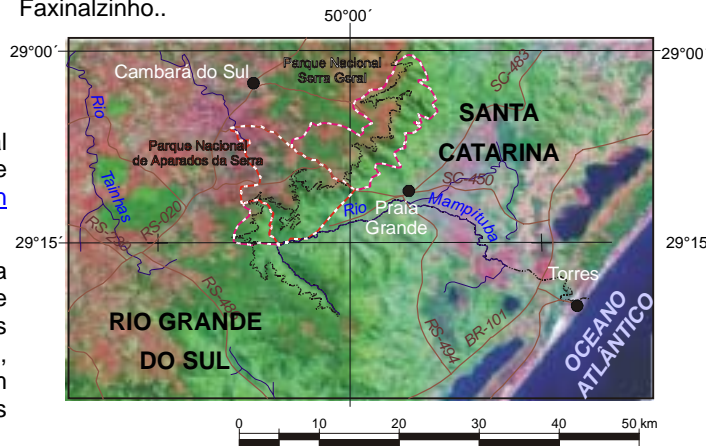 Faxinalzinho..
50°00´
29°00´
29°00
Cambará do Sul
Parque Nacional
Serra Geral
SC-483
SANTA
CATARINA
Rio
Tainhas
Parque Nacional
de Aparados da Serra
al
e
m
SC-450
RS-020
Rio
Praia
Grande
Mampituba
29°15´
29°15
Torres
RIO GRANDE
DO SUL
RS-494
BR-101
OCEANO
ATLÂNTICO
a
e
s
,
n
s
0 10 20 30 40 50 km